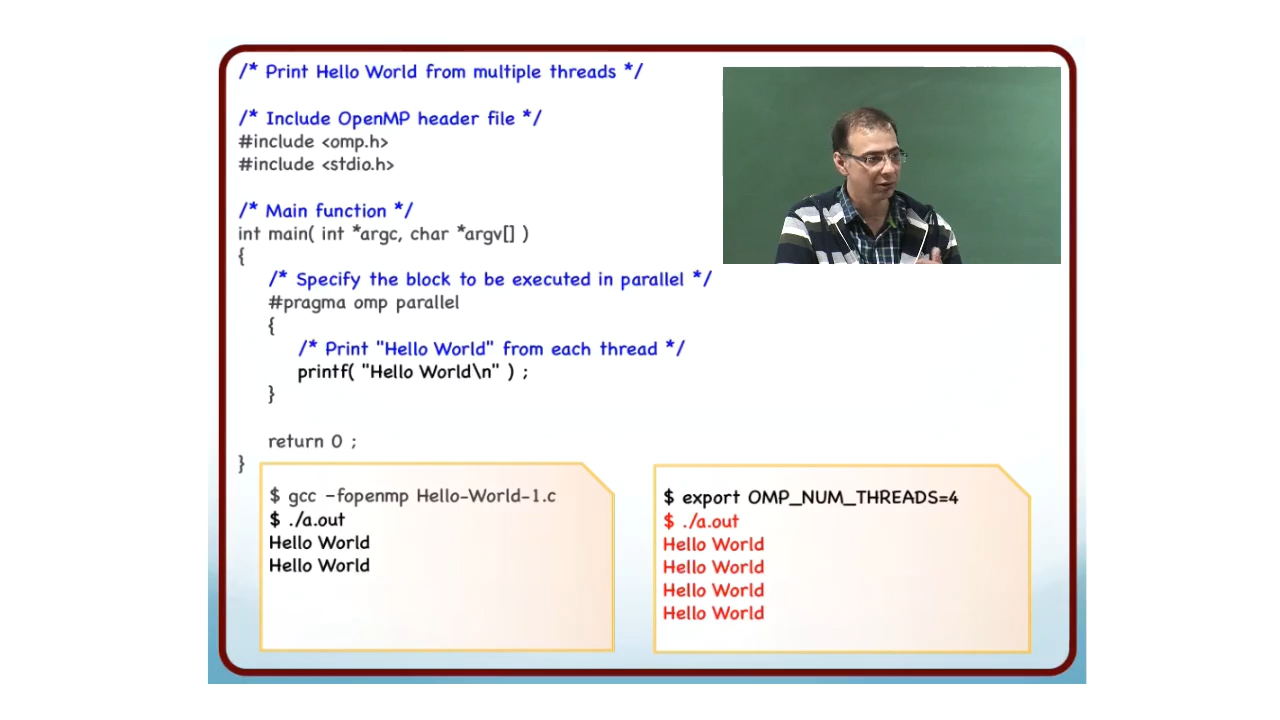 /* Print Hello World from multiple threads */
/* Include OpenMP header file */
#include <omp.h>
#include <stdio.h>
/* Main function */
int main( int *argc, char *argv[] )
{
/* Specify the block to be executed in parallel */
#pragma omp parallel
{
/* Print "Hello World" from each thread */
printf( "Hello World\n" ) ;
}
return 0 ;
}
$ gcc -fopenmp Hello-World-1.c
$ ./a.out
Hello World
Hello World
$ export OMP_NUM_THREADS=4
$ ./a.out
Hello World
Hello World
Hello World
Hello World